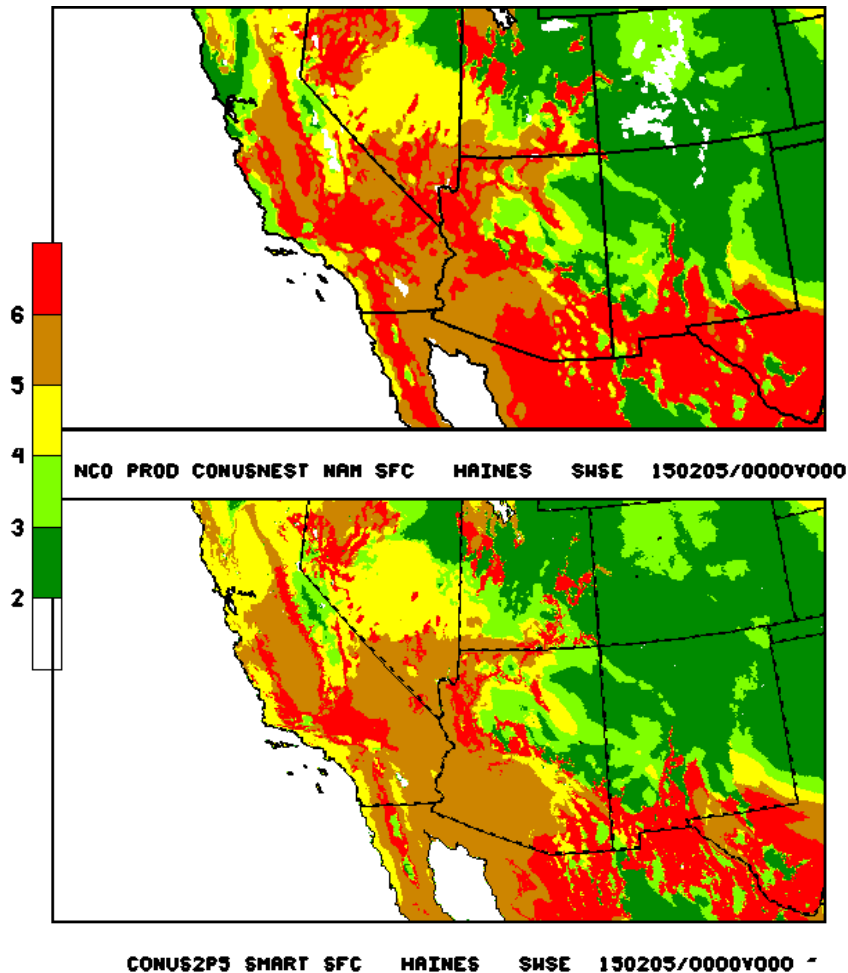 6
5
4
3
2
NCO PROD CONUSNEST NAM SFC HAINES SWSE 150205/0000V000
CONUS2P5 SMART SFC HAINES SWSE 150205/0000V000